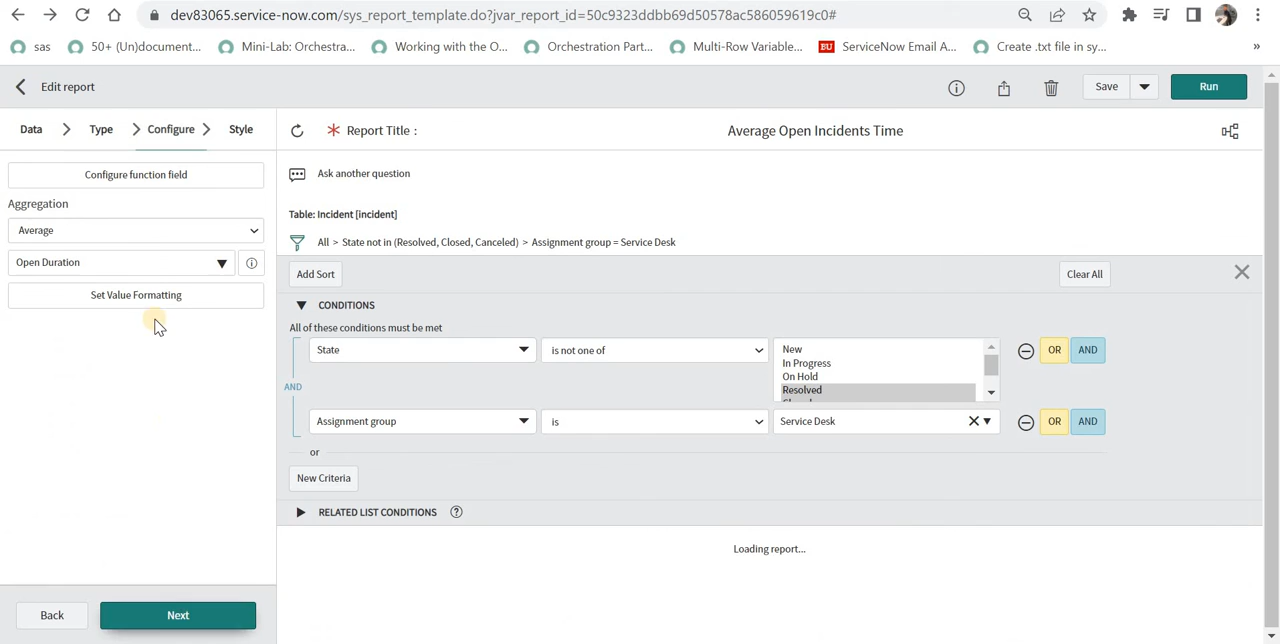 dev83065.service-now.com/sys_report_template.do?jvar_report_id=50c9323ddbb69d50578ac586059619c0#
sas 50+ (Un)document... Mini-Lab: Orchestra... Working with the O... Orchestration Part... Multi-Row Variable... BU ServiceNow Email A... Create .txt file in sy... »
Edit report Save Run
Data Type Configure Style
* Report Title : Average Open Incidents Time
Configure function field
Ask another question
Aggregation
Table: Incident [incident]
Average
All > State not in (Resolved, Closed, Canceled) > Assignment group = Service Desk
Open Duration
Add Sort Clear All
Set Value Formatting
CONDITIONS
All of these conditions must be met
State is not one of New OR AND
In Progress
On Hold
AND
Resolved
Assignment group is Service Desk OR AND
or
New Criteria
RELATED LIST CONDITIONS ?
Loading report...
Back Next